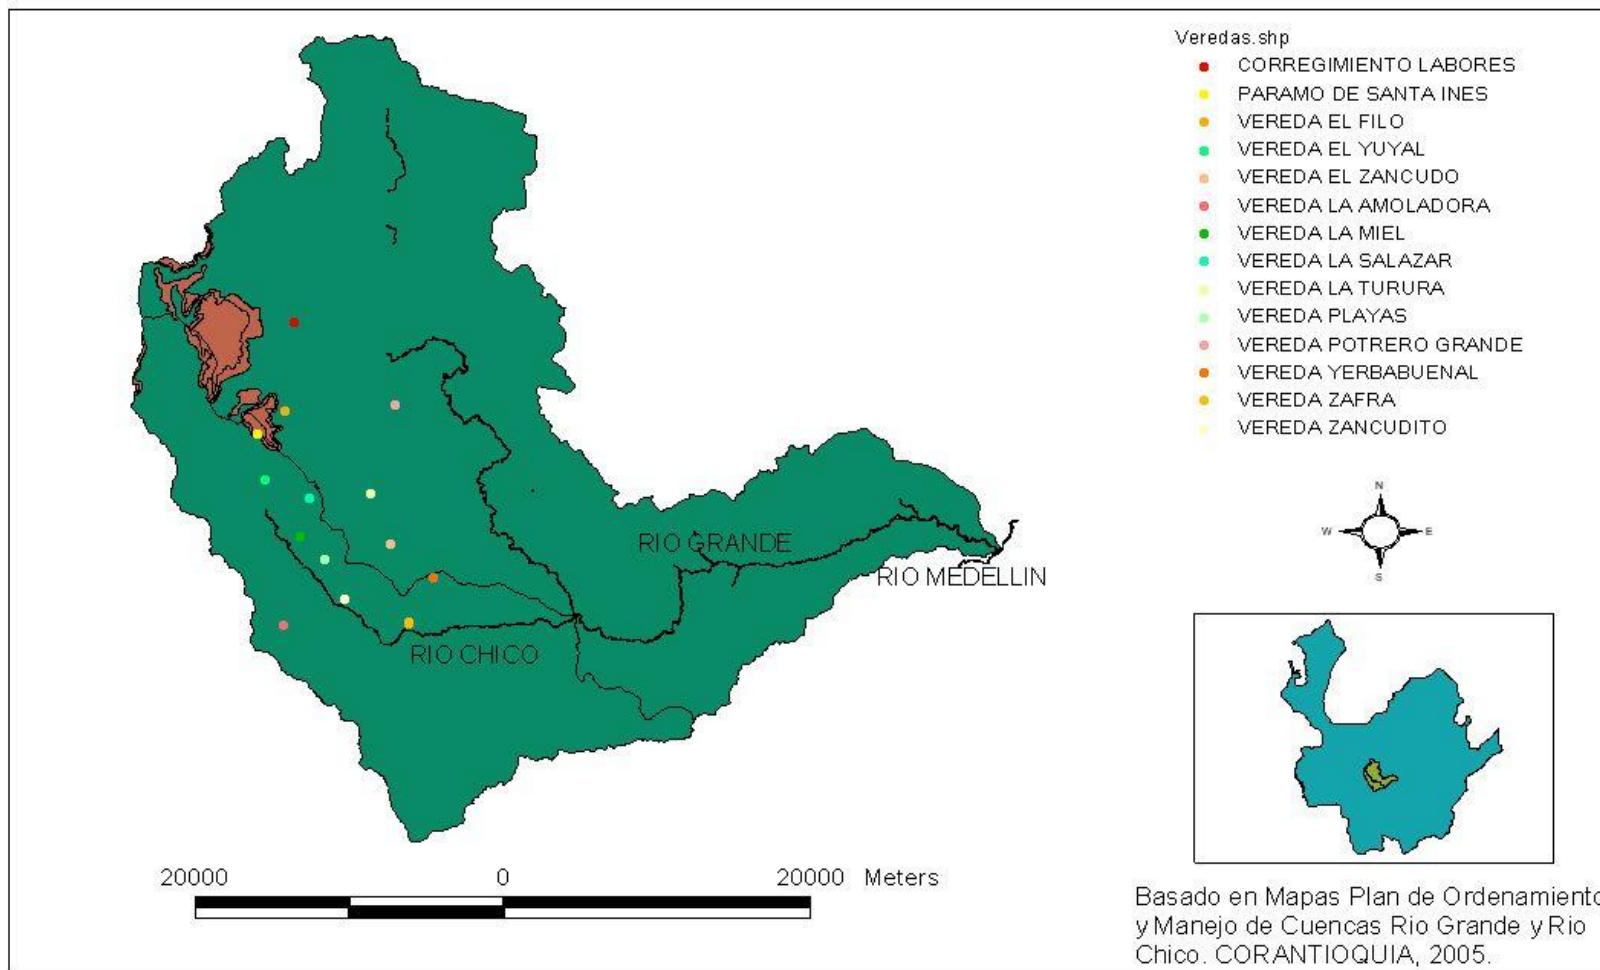 Veredas.shp
CORREGIMIENTO LABORES
PARAMO DE SANTA INES
VEREDA EL FILO
VEREDA EL YUYAL
VEREDA EL ZANCUDO
VEREDA LA AMOLADORA
VEREDA LA MIEL
VEREDA LA SALAZAR
VEREDA LA TURURA
VEREDA PLAYAS
VEREDA POTRERO GRANDE
VEREDA YERBABUENAL
VEREDA ZAFRA
VEREDA ZANCUDITO
N
W E
S
RIO GRANDE
RIO MEDELLIN
RIO CHICO
20000 0 20000 Meters
Basado en Mapas Plan de Ordenamiento
y Manejo de Cuencas Rio Grande y Rio
Chico. CORANTIOQUIA, 2005.